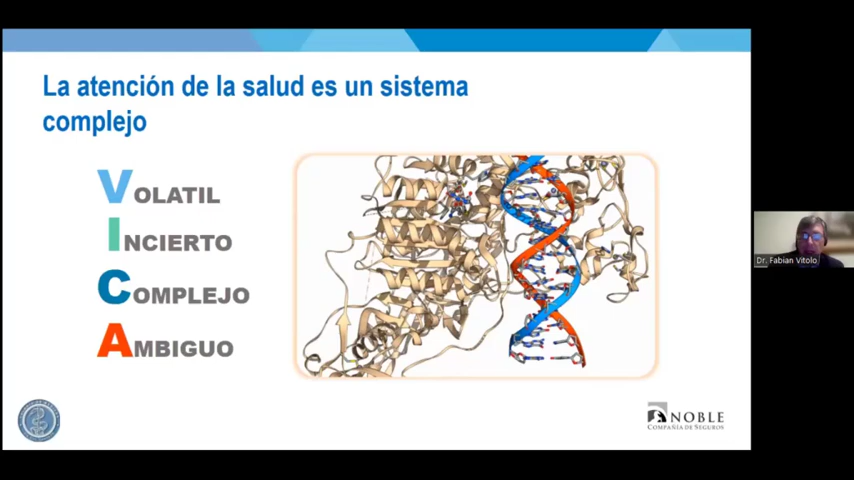 La atención de la salud es un sistema
complejo
VOLATIL
INCIERTO
COMPLEJO
AMBIGUO
NOBLE
COMPAÑÍA DE SEGUROS
Dr. Fabian Vitolo